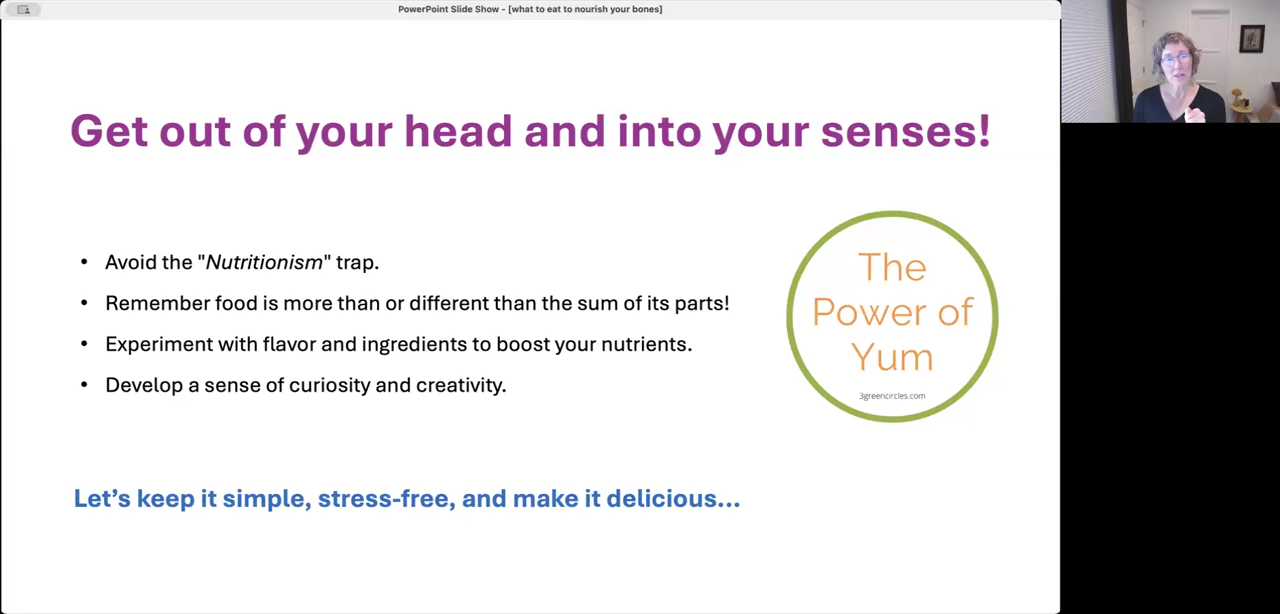 PowerPoint Slide Show - [what to eat to nourish your bones]
Get out of your head and into your senses!
• Avoid the "Nutritionism" trap.
• Remember food is more than or different than the sum of its parts!
• Experiment with flavor and ingredients to boost your nutrients.
• Develop a sense of curiosity and creativity.
The
Power of
Yum
3greencircles.com
Let’s keep it simple, stress-free, and make it delicious...